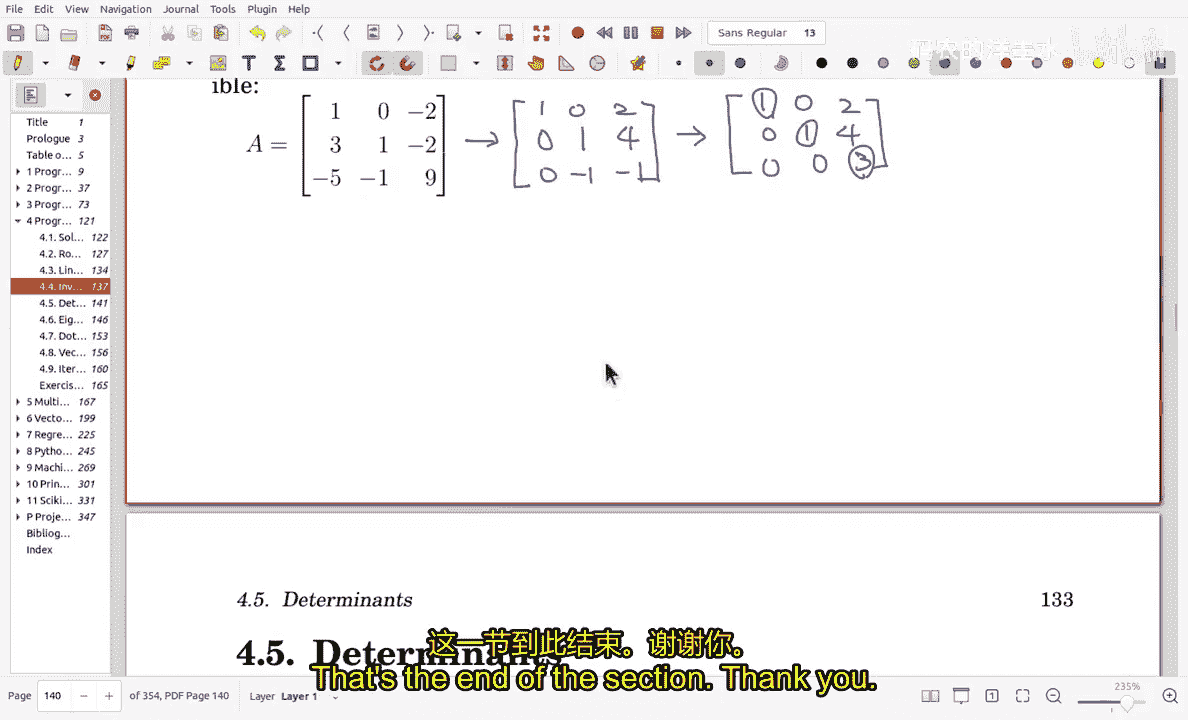 File Edit View Navigation Journal Tools Plugin Help
Sans Regular 13
Title 1
Prologue 3
Table o... 5
1 Progr... 9
2 Progr... 37
3 Progr... 73
4 Progr... 121
4.1. Sol... 122
4.2. Ro... 127
4.3. Lin... 134
4.4. Inv... 137
4.5. Det... 141
4.6. Eig... 146
4.7. Dot... 153
4.8. Vec... 156
4.9. Iter... 160
Exercis... 165
5 Multi... 167
6 Vecto... 199
7 Regre... 225
8 Pytho... 245
9 Machi... 269
10 Prin... 301
11 Sciki... 331
P Proje... 347
Bibliog...
Index
ible:
A = [ 1 0 −2 → [ 1 0 2 → [ 1 0 2
3 1 −2 0 1 4 0 1 4
−5 −1 9 ] 0 -1 -1 ] 0 0 3 ]
4.5. Determinants 133
4.5. Determinants
这一节到此结束。谢谢你。
That's the end of the section. Thank you.
Page 140 − + of 354, PDF Page 140 Layer Layer 1 235%